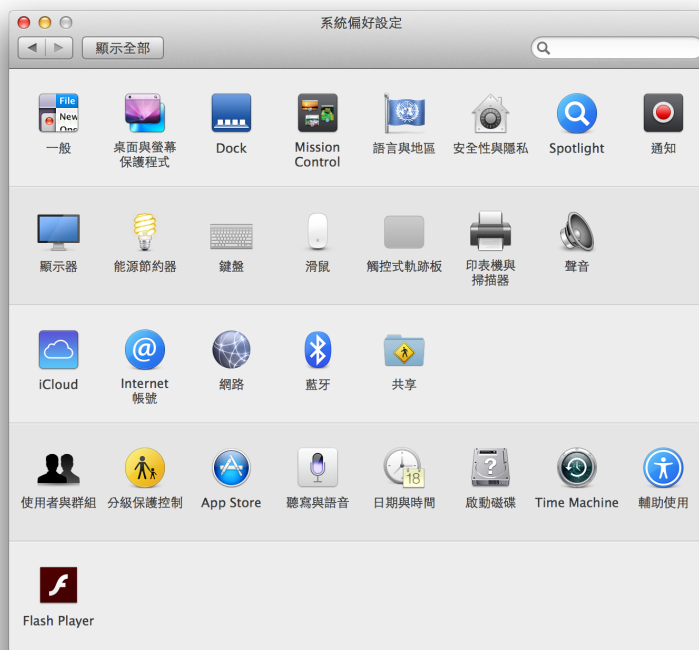 系統偏好設定
顯示全部
File
New
Ope
一般
桌面與螢幕
保護程式
Dock
Mission
Control
語言與地區
安全性與隱私
Spotlight
通知
顯示器
能源節約器
鍵盤
滑鼠
觸控式軌跡板
印表機與
掃描器
聲音
iCloud
Internet
帳號
網路
藍牙
共享
使用者與群組
分級保護控制
App Store
聽寫與語音
18
日期與時間
?
啟動磁碟
Time Machine
輔助使用
Flash Player